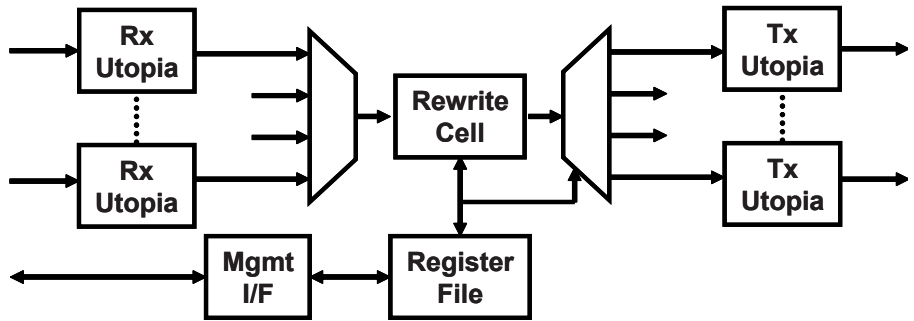 Rx
Utopia
Tx
Utopia
Rewrite
Cell
Rx
Utopia
Tx
Utopia
Mgmt
I/F
Register
File